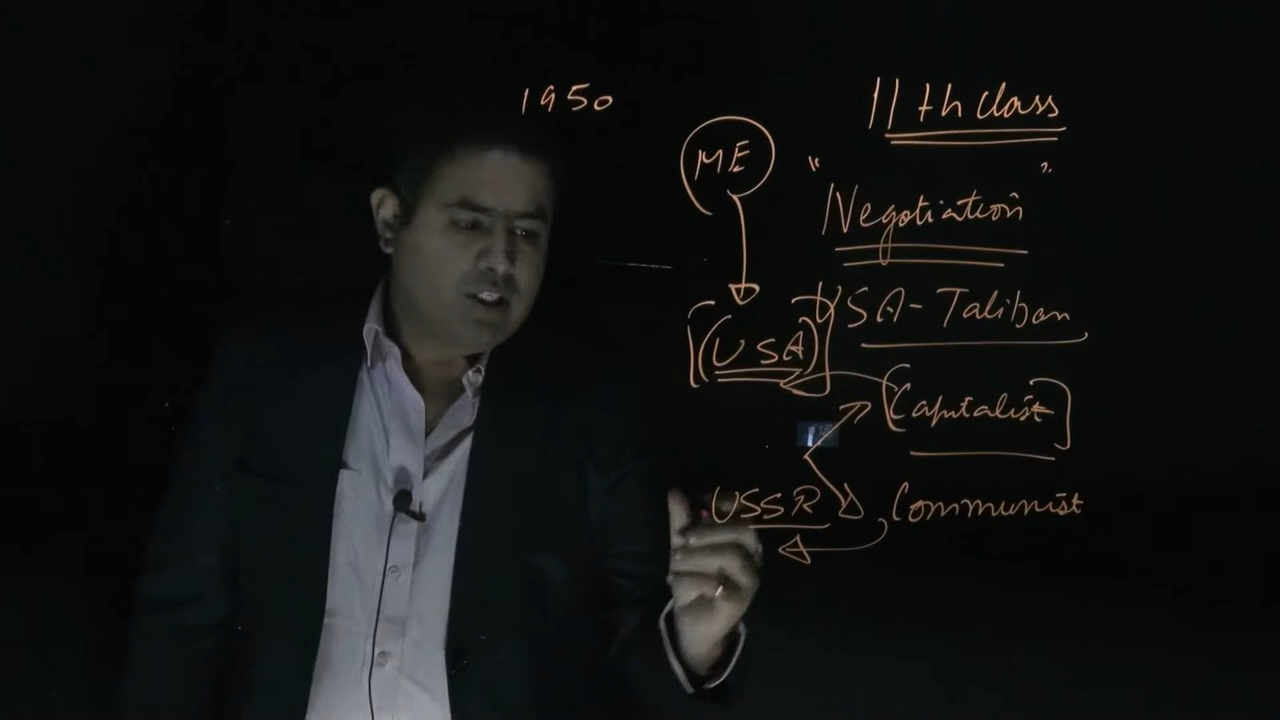 1950
11th class
ME
"Negotiation"
USA-Taliban
[(USA)]
[Capitalist]
USSR
Communist